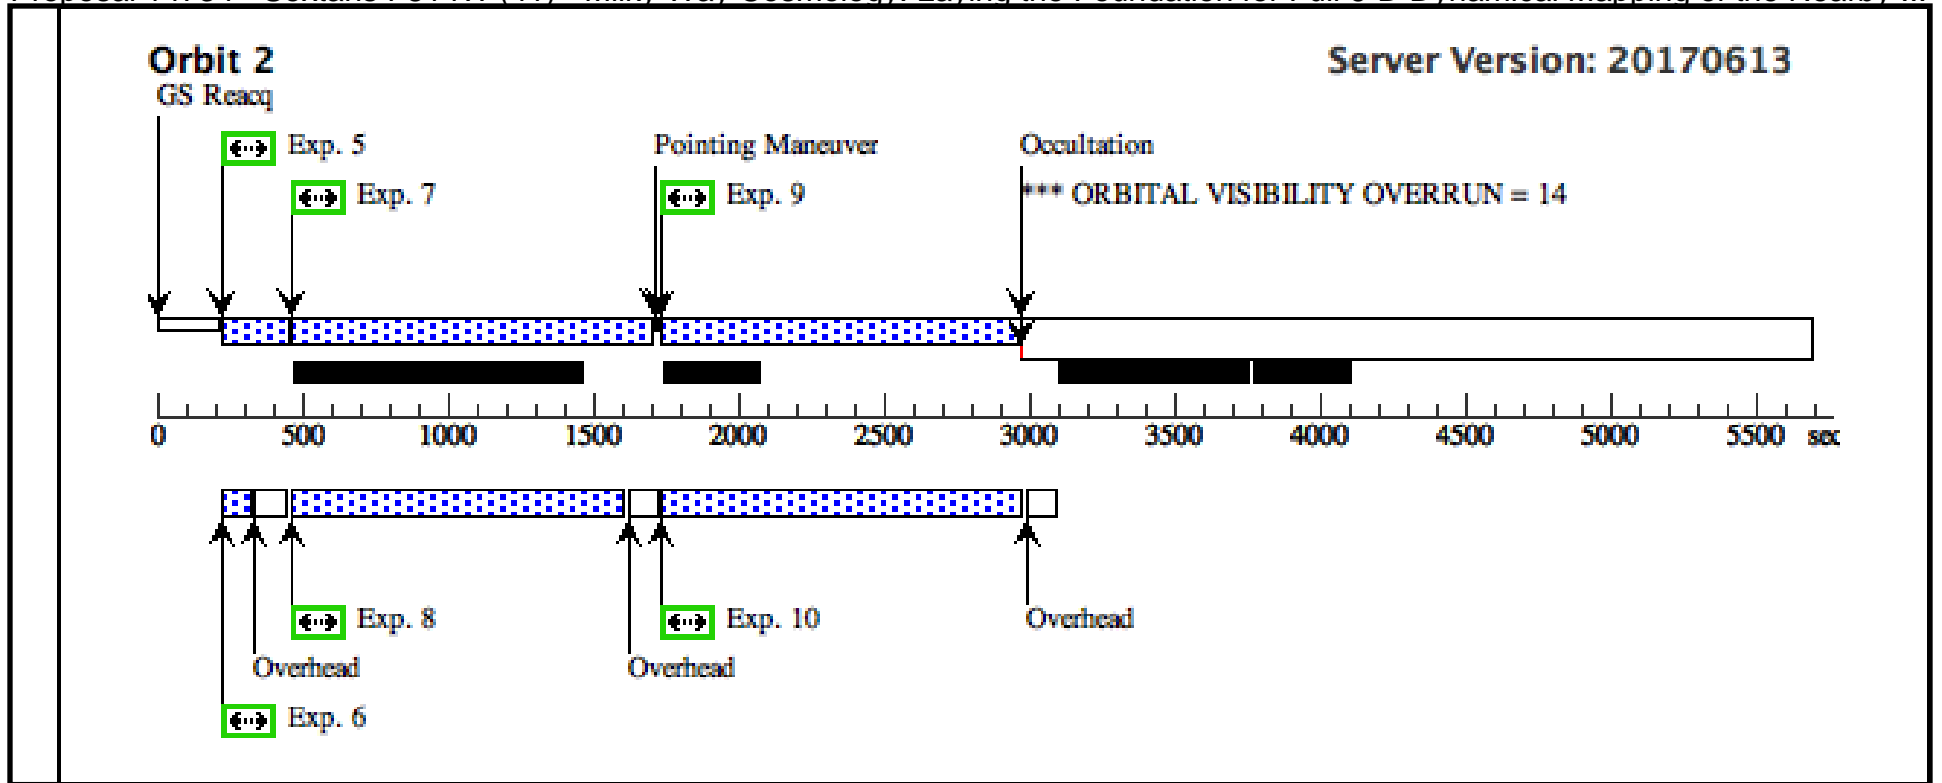 Orbit 2
Server Version: 20170613
GS Reacq
Exp. 5
Pointing Maneuver
Occultation
Exp. 7
Exp. 9
*** ORBITAL VISIBILITY OVERRUN = 14
0 500 1000 1500 2000 2500 3000 3500 4000 4500 5000 5500 sec
Exp. 8
Exp. 10
Overhead
Overhead
Overhead
Exp. 6